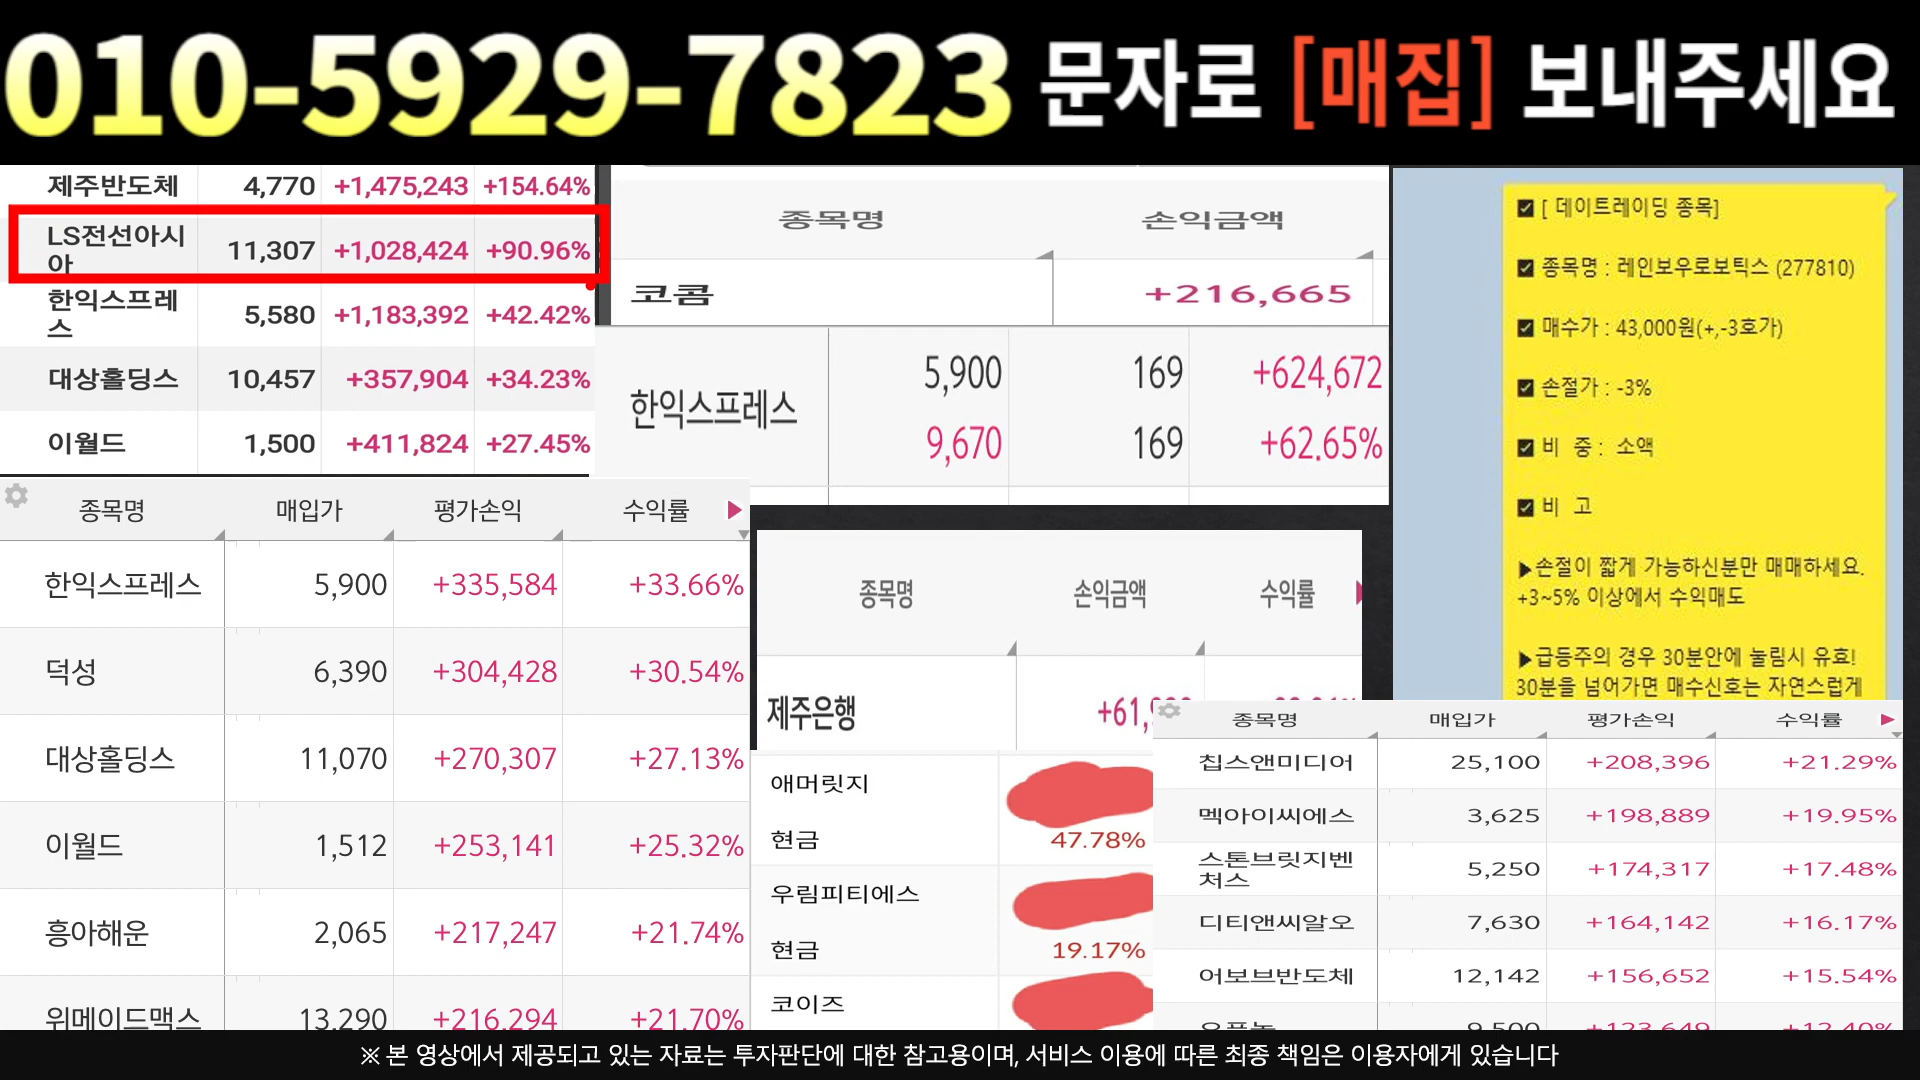 010-5929-7823 문자로 [매집] 보내주세요
제주반도체 4,770 +1,475,243 +154.64%
LS전선아시
아 11,307 +1,028,424 +90.96%
한익스프레
스 5,580 +1,183,392 +42.42%
대상홀딩스 10,457 +357,904 +34.23%
이월드 1,500 +411,824 +27.45%
종목명 손익금액
코콤 +216,665
한익스프레스
5,900 169 +624,672
9,670 169 +62.65%
☑ [ 데이트레이딩 종목]
☑ 종목명 : 레인보우로보틱스 (277810)
☑ 매수가 : 43,000원(+,-3호가)
☑ 손절가 : -3%
☑ 비 중 : 소액
☑ 비 고
▶손절이 짧게 가능하신분만 매매하세요.
+3~5% 이상에서 수익매도
▶급등주의 경우 30분안에 눌림시 유효!
30분을 넘어가면 매수신호는 자연스럽게
종목명 매입가 평가손익 수익률
한익스프레스 5,900 +335,584 +33.66%
덕성 6,390 +304,428 +30.54%
대상홀딩스 11,070 +270,307 +27.13%
이월드 1,512 +253,141 +25.32%
흥아해운 2,065 +217,247 +21.74%
위메이드맥스 13,290 +216,294 +21.70%
종목명 손익금액 수익률
제주은행 +61,
애머릿지
현금 47.78%
우림피티에스
현금 19.17%
코이즈
종목명 매입가 평가손익 수익률
칩스앤미디어 25,100 +208,396 +21.29%
멕아이씨에스 3,625 +198,889 +19.95%
스톤브릿지벤
처스 5,250 +174,317 +17.48%
디티앤씨알오 7,630 +164,142 +16.17%
어보브반도체 12,142 +156,652 +15.54%
※ 본 영상에서 제공되고 있는 자료는 투자판단에 대한 참고용이며, 서비스 이용에 따른 최종 책임은 이용자에게 있습니다